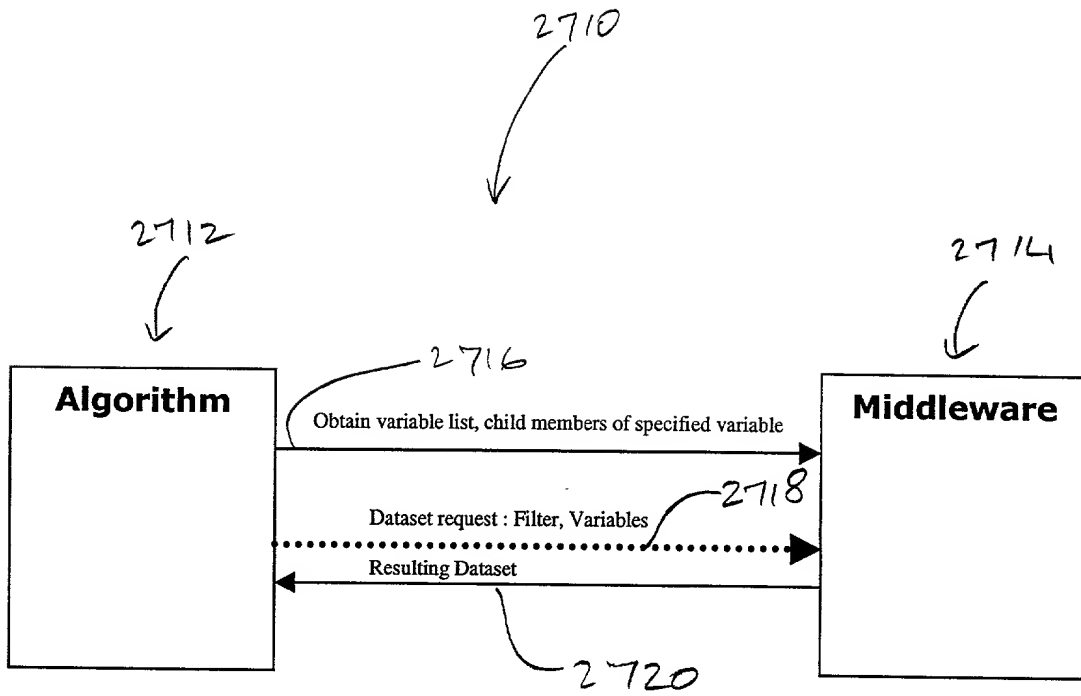 2710
2712
2714
2716
Algorithm
Middleware
Obtain variable list, child members of specified variable
2718
Dataset request : Filter, Variables
Resulting Dataset
2720